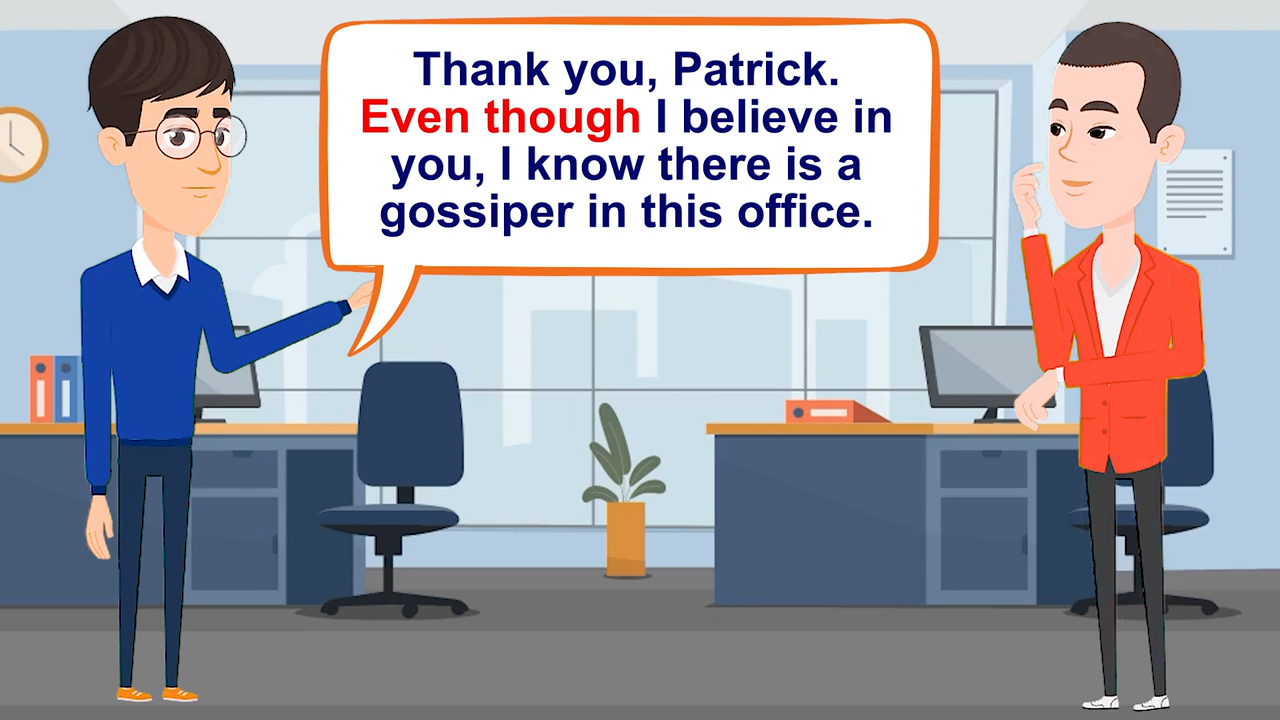 Thank you, Patrick.
Even though I believe in
you, I know there is a
gossiper in this office.